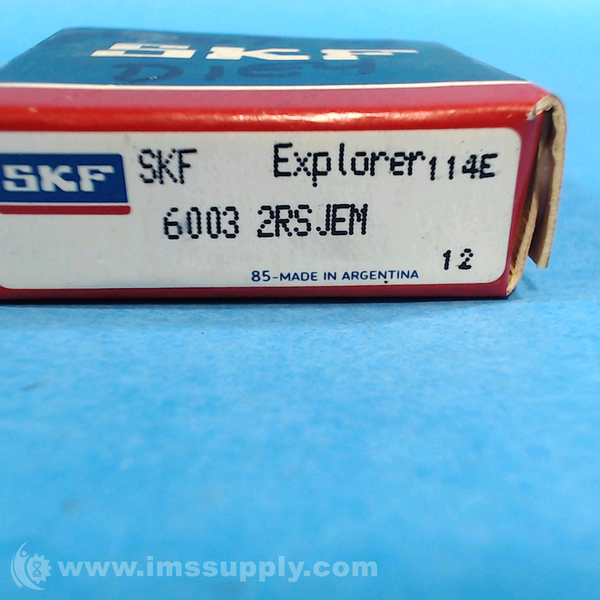 SKF
SKF
SKF Explorer 114E
6003 2RSJEM
12
85-MADE IN ARGENTINA
www.imssupply.com